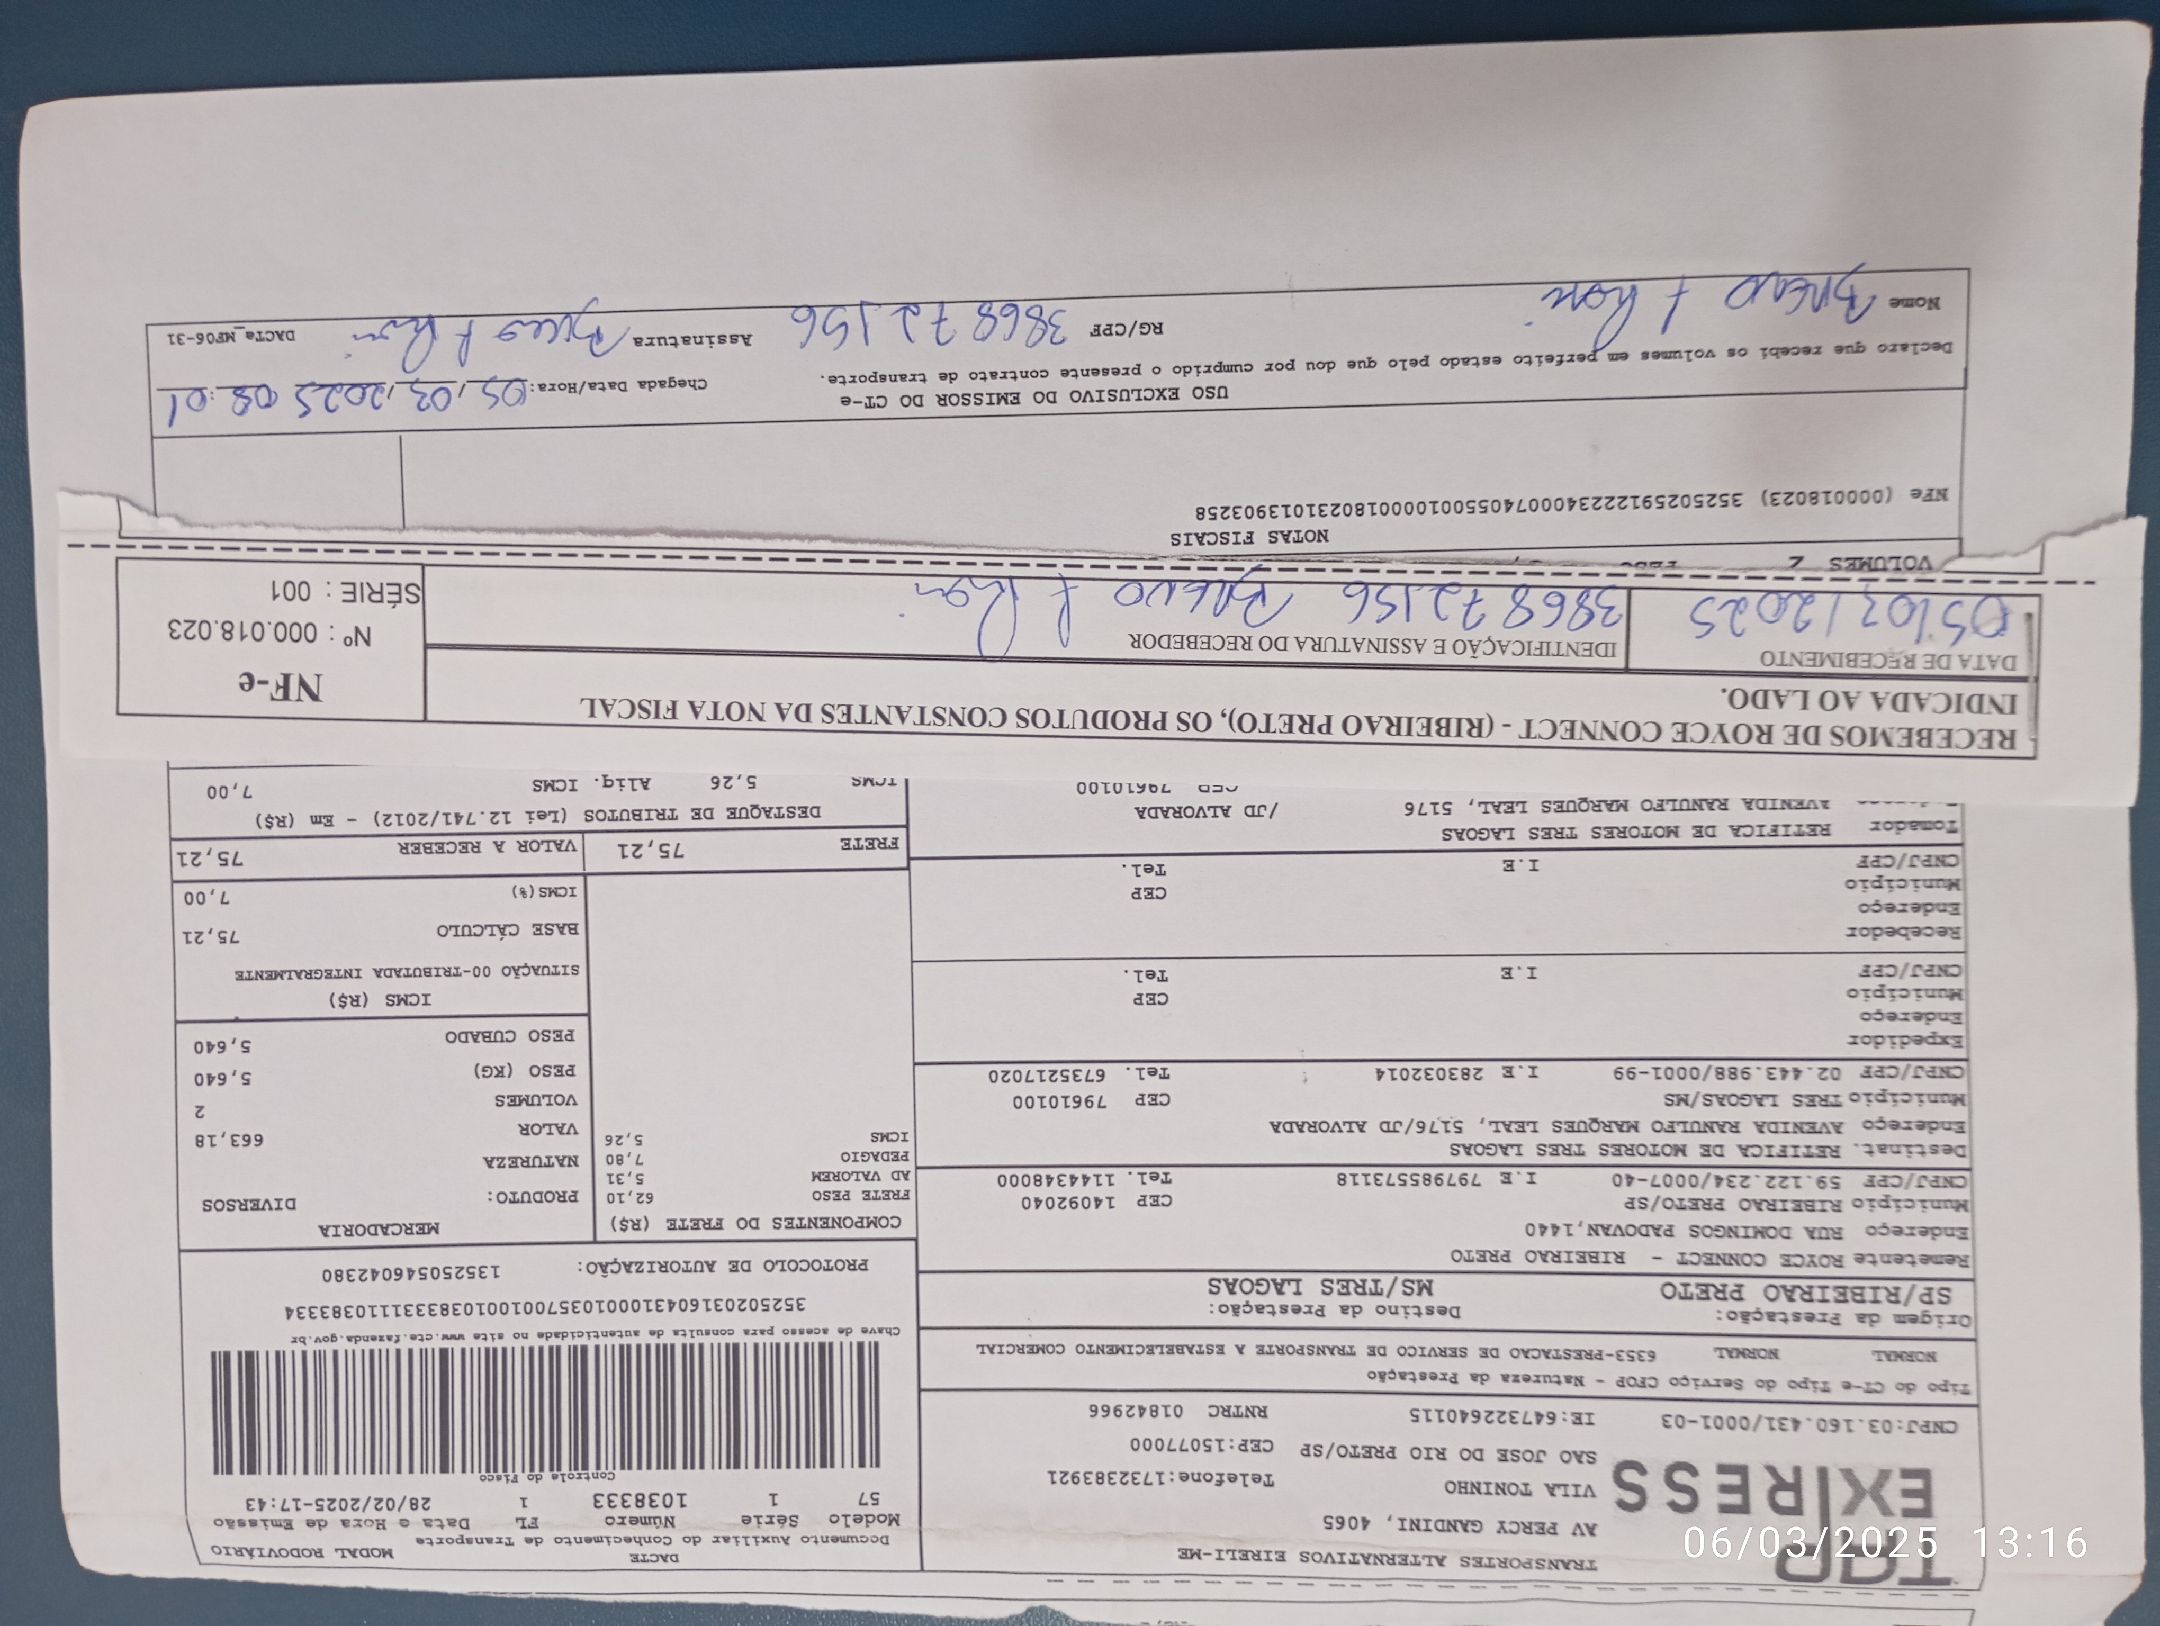 TRANSPORTES ALTERNATIVOS EIRELI-ME
TOP EXPRESS
AV PERCY GANDINI, 4065
VILA TONINHO Telefone:1732383921
SAO JOSE DO RIO PRETO/SP CEP:15077000
CNPJ:03.160.431/0001-03 IE:647322640115 RNTRC 01842966
Tipo do CT-e Tipo do Serviço CFOP - Natureza da Prestação
NORMAL NORMAL 6353-PRESTACAO DE SERVICO DE TRANSPORTE A ESTABELECIMENTO COMERCIAL
Origem da Prestação: Destino da Prestação:
SP/RIBEIRAO PRETO MS/TRES LAGOAS
Remetente ROYCE CONNECT - RIBEIRAO PRETO
Endereço RUA DOMINGOS PADOVAN,1440
Município RIBEIRAO PRETO/SP CEP 14092040
CNPJ/CPF 59.122.234/0007-40 I.E 797985573118 Tel. 1144348000
Destinat. RETIFICA DE MOTORES TRES LAGOAS
Endereço AVENIDA RANULFO MARQUES LEAL, 5176/JD ALVORADA
Município TRES LAGOAS/MS CEP 79610100
CNPJ/CPF 02.443.988/0001-99 I.E 283032014 Tel. 6735217020
Expedidor
Endereço
Município CEP
CNPJ/CPF I.E Tel.
Recebedor
Endereço
Município CEP
CNPJ/CPF I.E Tel.
Tomador RETIFICA DE MOTORES TRES LAGOAS
AVENIDA RANULFO MARQUES LEAL, 5176 /JD ALVORADA
CEP 79610100
DACTE MODAL RODOVIÁRIO
Documento Auxiliar do Conhecimento de Transporte
Modelo Série Número FL Data e Hora de Emissão
57 1 1038333 1 28/02/2025-17:43
Controle do Fisco
Chave de acesso para consulta de autenticidade no site www.cte.fazenda.gov.br
35250203160431000103570010010383331110383334
PROTOCOLO DE AUTORIZAÇÃO: 135250546042380
COMPONENTES DO FRETE (R$)
FRETE PESO 62,10
AD VALOREM 5,31
PEDAGIO 7,80
ICMS 5,26
MERCADORIA
PRODUTO: DIVERSOS
NATUREZA
VALOR 663,18
VOLUMES 2
PESO (KG) 5,640
PESO CUBADO 5,640
ICMS (R$)
SITUAÇÃO 00-TRIBUTADA INTEGRALMENTE
BASE CÁLCULO 75,21
ICMS(%) 7,00
FRETE 75,21 VALOR A RECEBER 75,21
DESTAQUE DE TRIBUTOS (Lei 12.741/2012) - Em (R$)
ICMS 5,26 Aliq. ICMS 7,00
RECEBEMOS DE ROYCE CONNECT - (RIBEIRAO PRETO), OS PRODUTOS CONSTANTES DA NOTA FISCAL
INDICADA AO LADO.
DATA DE RECEBIMENTO
05/03/2025
IDENTIFICAÇÃO E ASSINATURA DO RECEBEDOR
386872156 Breno
NF-e
Nº : 000.018.023
SÉRIE : 001
VOLUMES 2
NOTAS FISCAIS
NFe (000018023) 35250259122234000740550010000180231013903258
USO EXCLUSIVO DO EMISSOR DO CT-e
Declaro que recebi os volumes em perfeito estado pelo que dou por cumprido o presente contrato de transporte.
Chegada Data/Hora: 05/03/2025 08:01
Nome Breno
RG/CPF 386872156
Assinatura
DACTe_MF06-31
06/03/2025 13:16